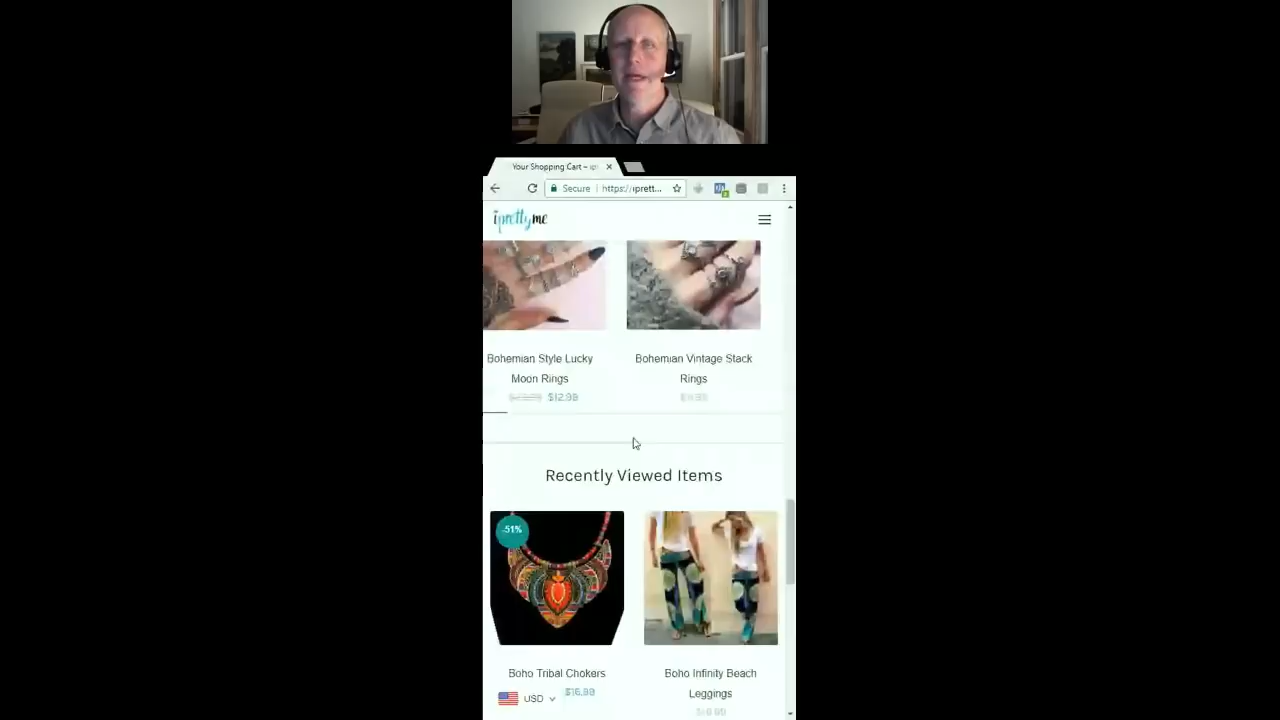 Your Shopping Cart –
Secure https://iprett...
iprettyme
Bohemian Style Lucky
Moon Rings
$12.99
Bohemian Vintage Stack
Rings
Recently Viewed Items
-51%
Boho Tribal Chokers
$16.99
Boho Infinity Beach
Leggings
USD